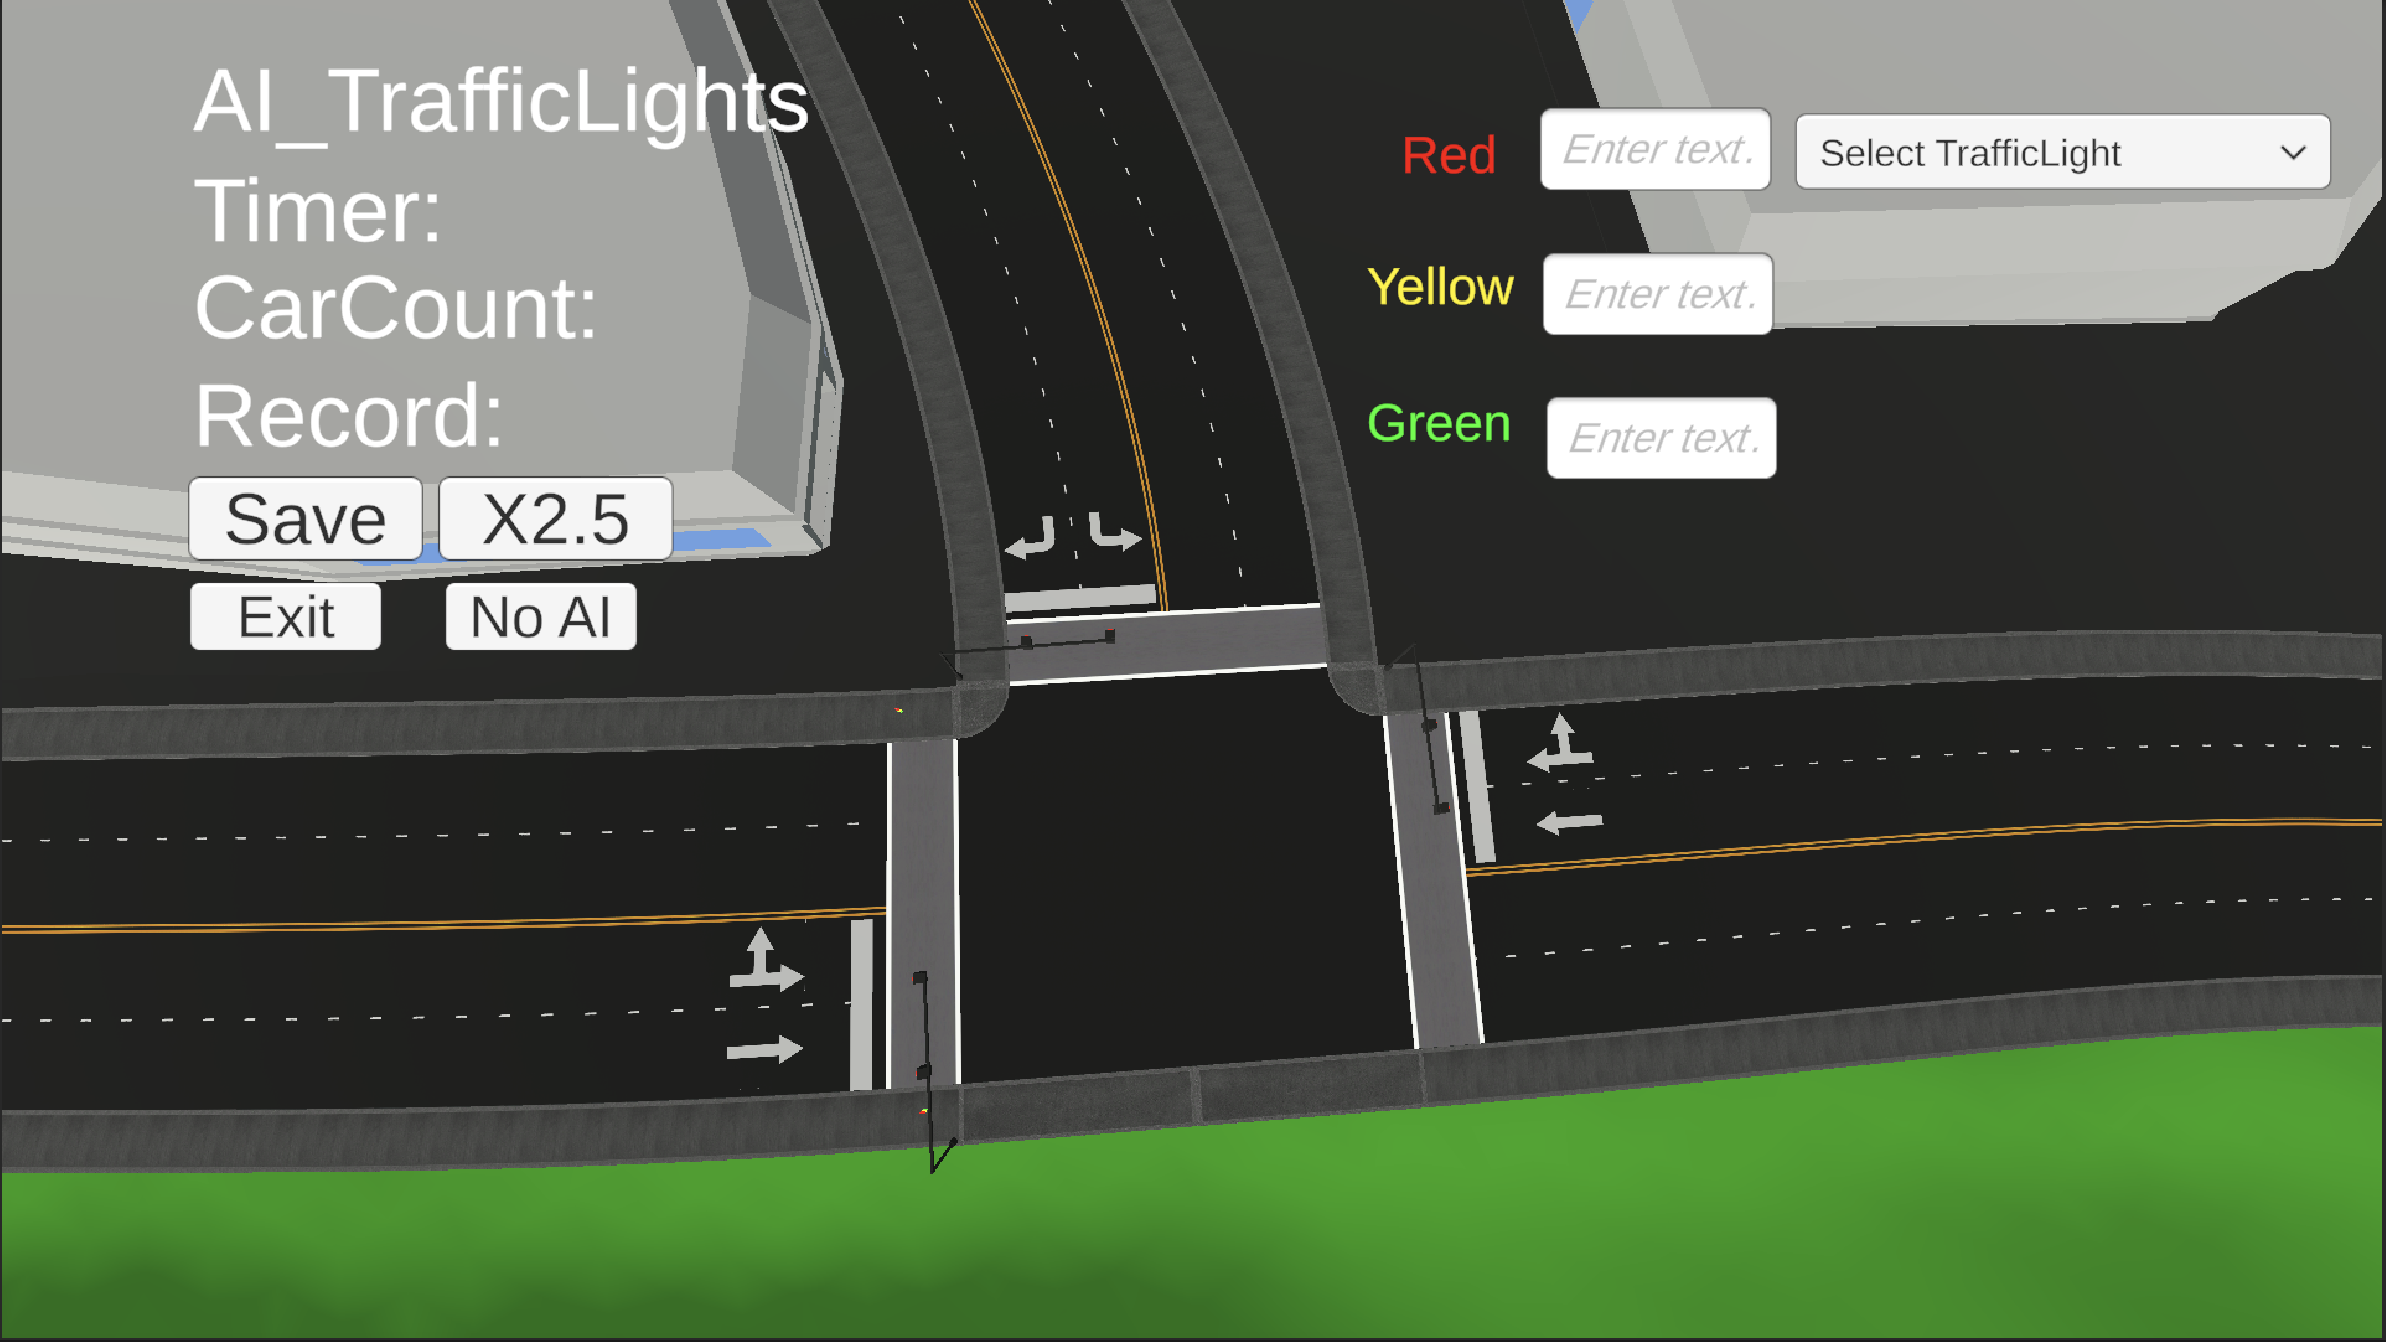 AI_TrafficLights
Timer:
CarCount:
Record:
Save X2.5
Exit No AI
Red Enter text. Select TrafficLight
Yellow Enter text.
Green Enter text.